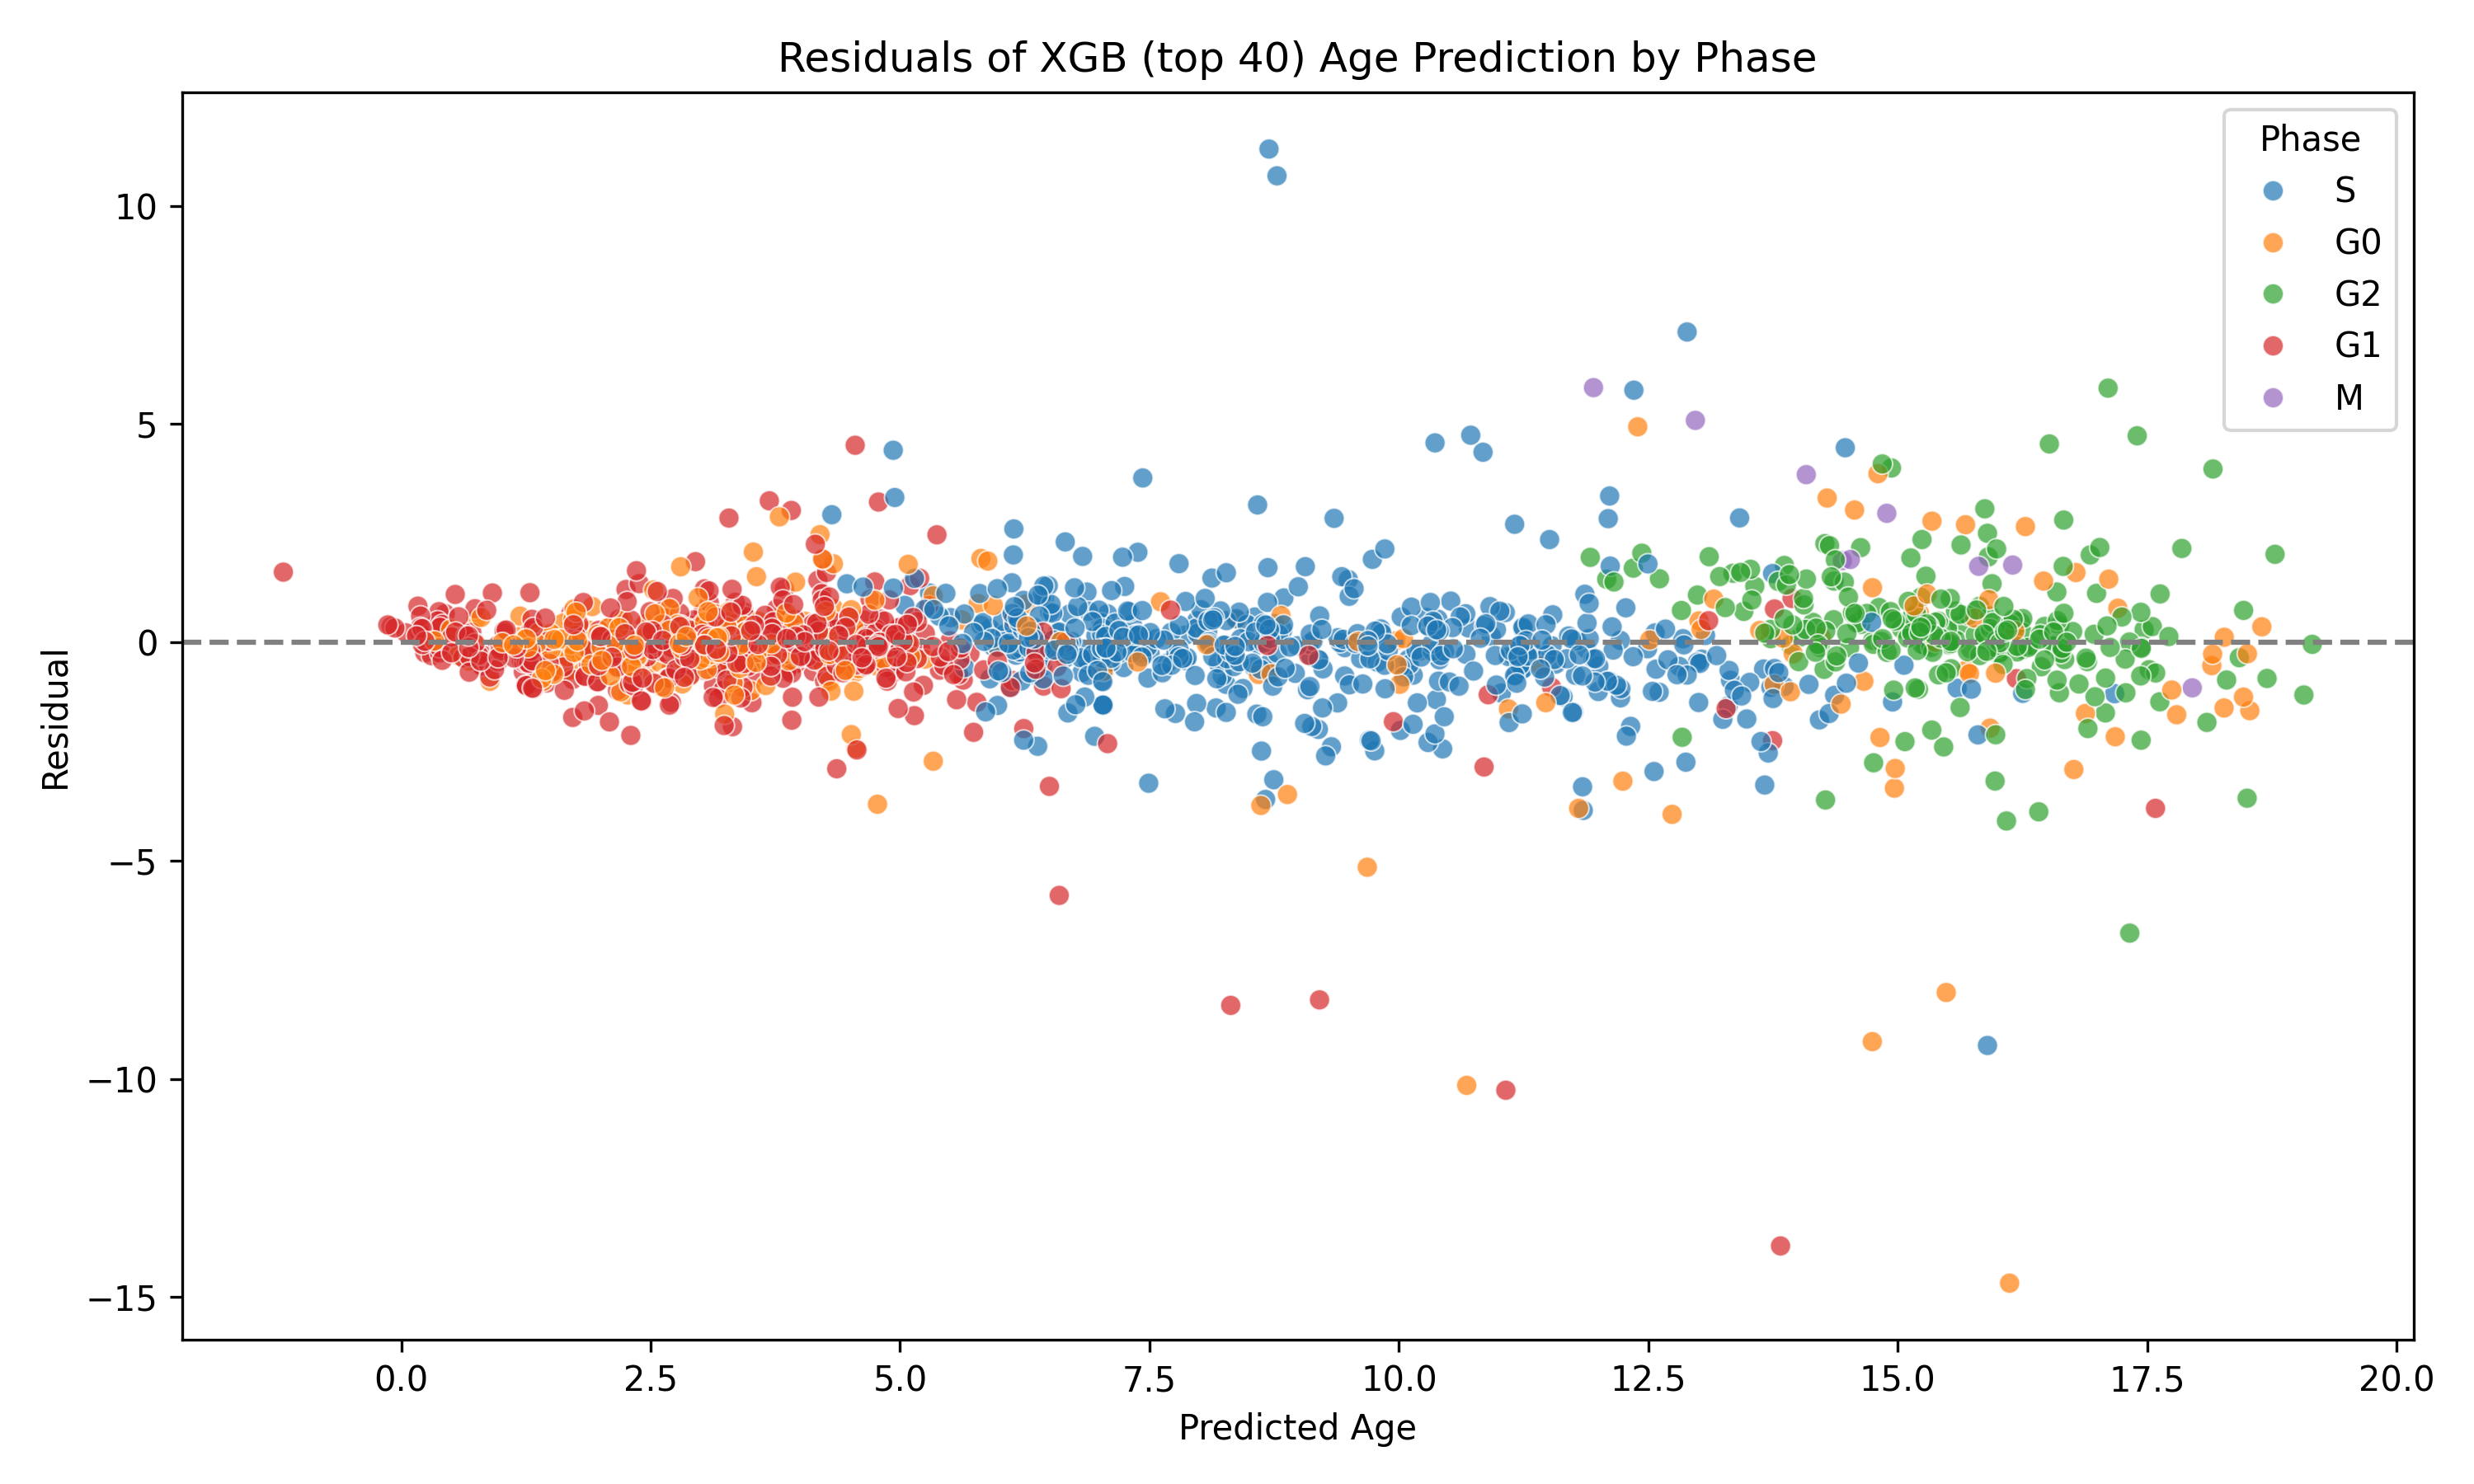 Residuals of XGB (top 40) Age Prediction by Phase
Phase
S
G0
G2
G1
M
Residual
10
5
0
−5
−10
−15
0.0 2.5 5.0 7.5 10.0 12.5 15.0 17.5 20.0
Predicted Age